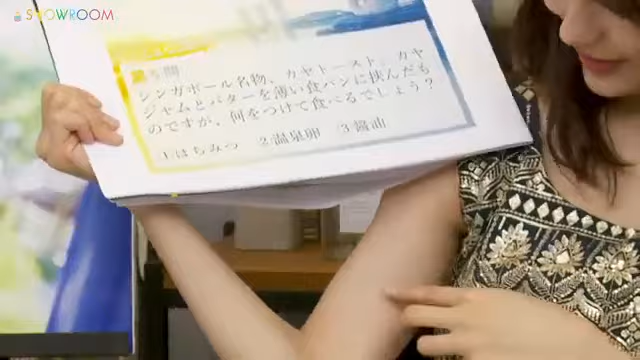 SHOWROOM
第5問
シンガポール名物、カヤトースト。カヤ
ジャムとバターを薄い食パンに挟んだも
のですが、何をつけて食べるでしょう？
①はちみつ ②温泉卵 ③醤油